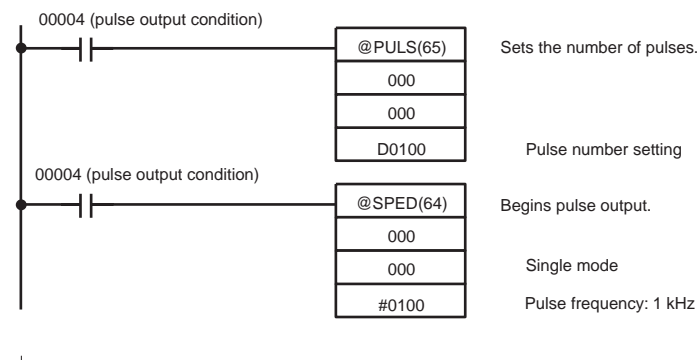 00004 (pulse output condition)
@PULS(65) Sets the number of pulses.
000
000
D0100 Pulse number setting
00004 (pulse output condition)
@SPED(64) Begins pulse output.
000
000 Single mode
#0100 Pulse frequency: 1 kHz